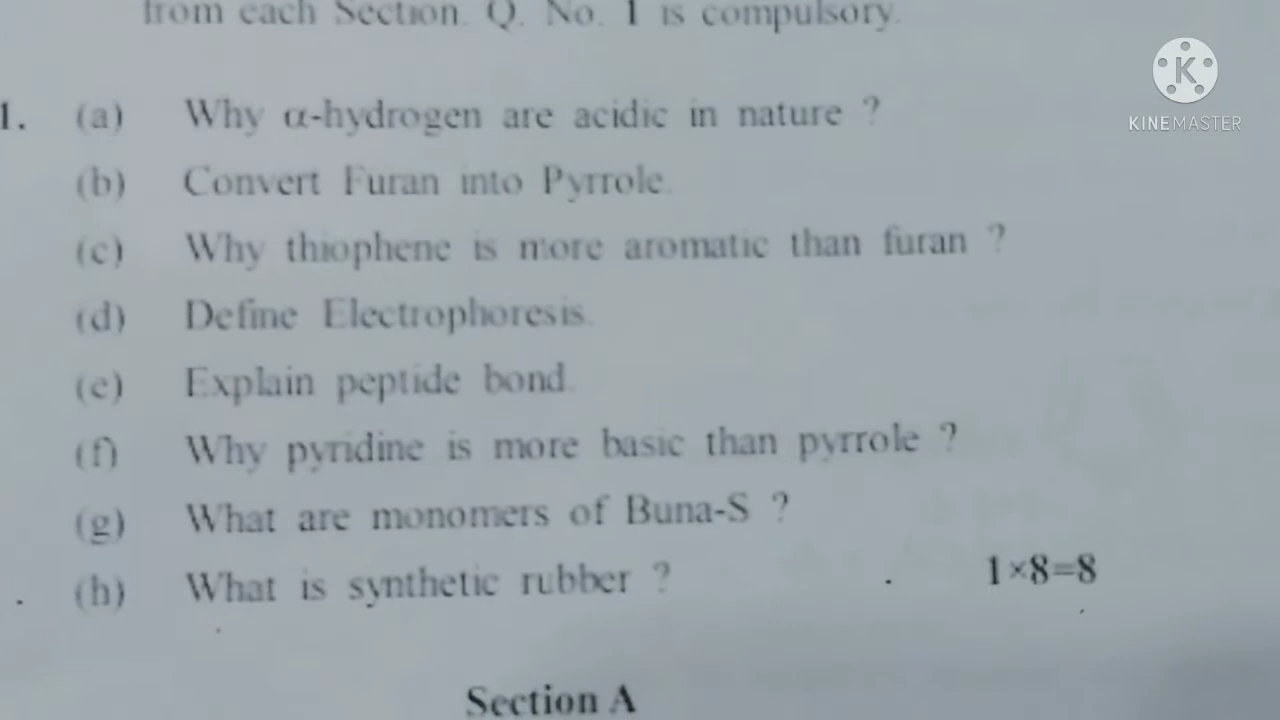 from each Section. Q. No. 1 is compulsory.
K
KINEMASTER
1. (a) Why α-hydrogen are acidic in nature ?
(b) Convert Furan into Pyrrole.
(c) Why thiophene is more aromatic than furan ?
(d) Define Electrophoresis.
(e) Explain peptide bond.
(f) Why pyridine is more basic than pyrrole ?
(g) What are monomers of Buna-S ?
(h) What is synthetic rubber ? 1×8=8
Section A